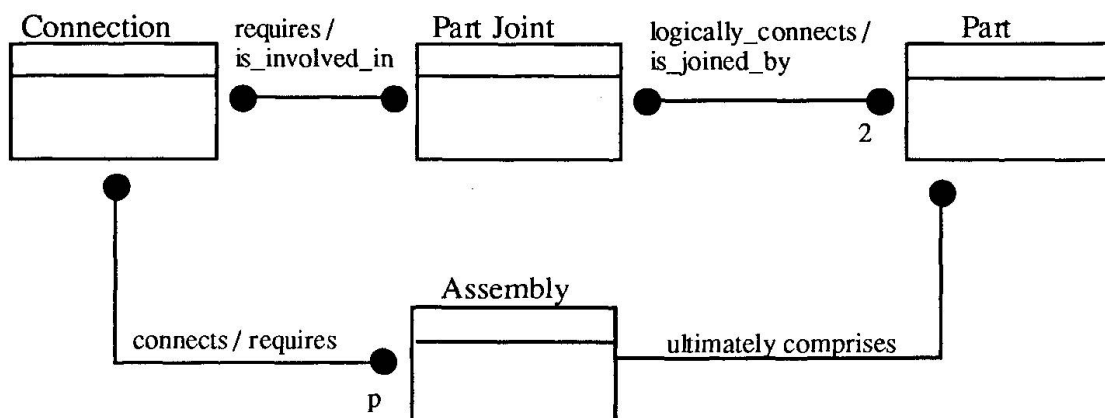 Connection
requires /
is_involved_in
Part Joint
logically_connects /
is_joined_by
Part
2
Assembly
connects / requires
ultimately comprises
p